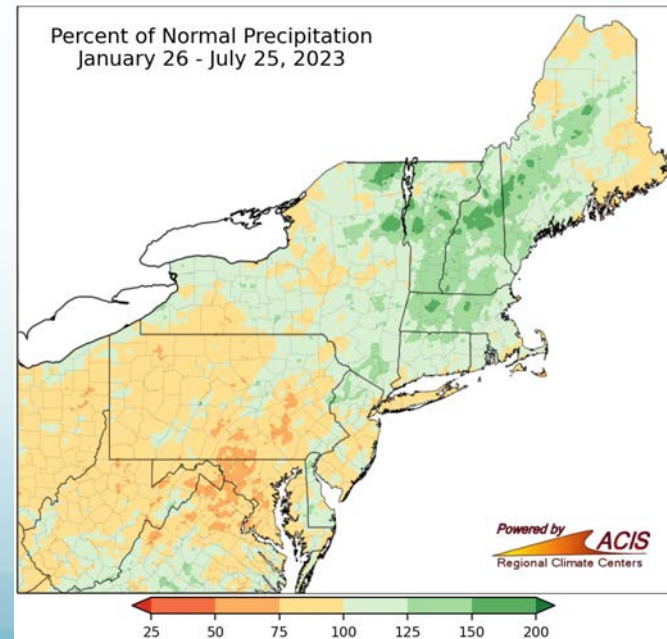 Percent of Normal Precipitation
January 26 - July 25, 2023
Powered by
ACIS
Regional Climate Centers
25 50 75 100 125 150 200